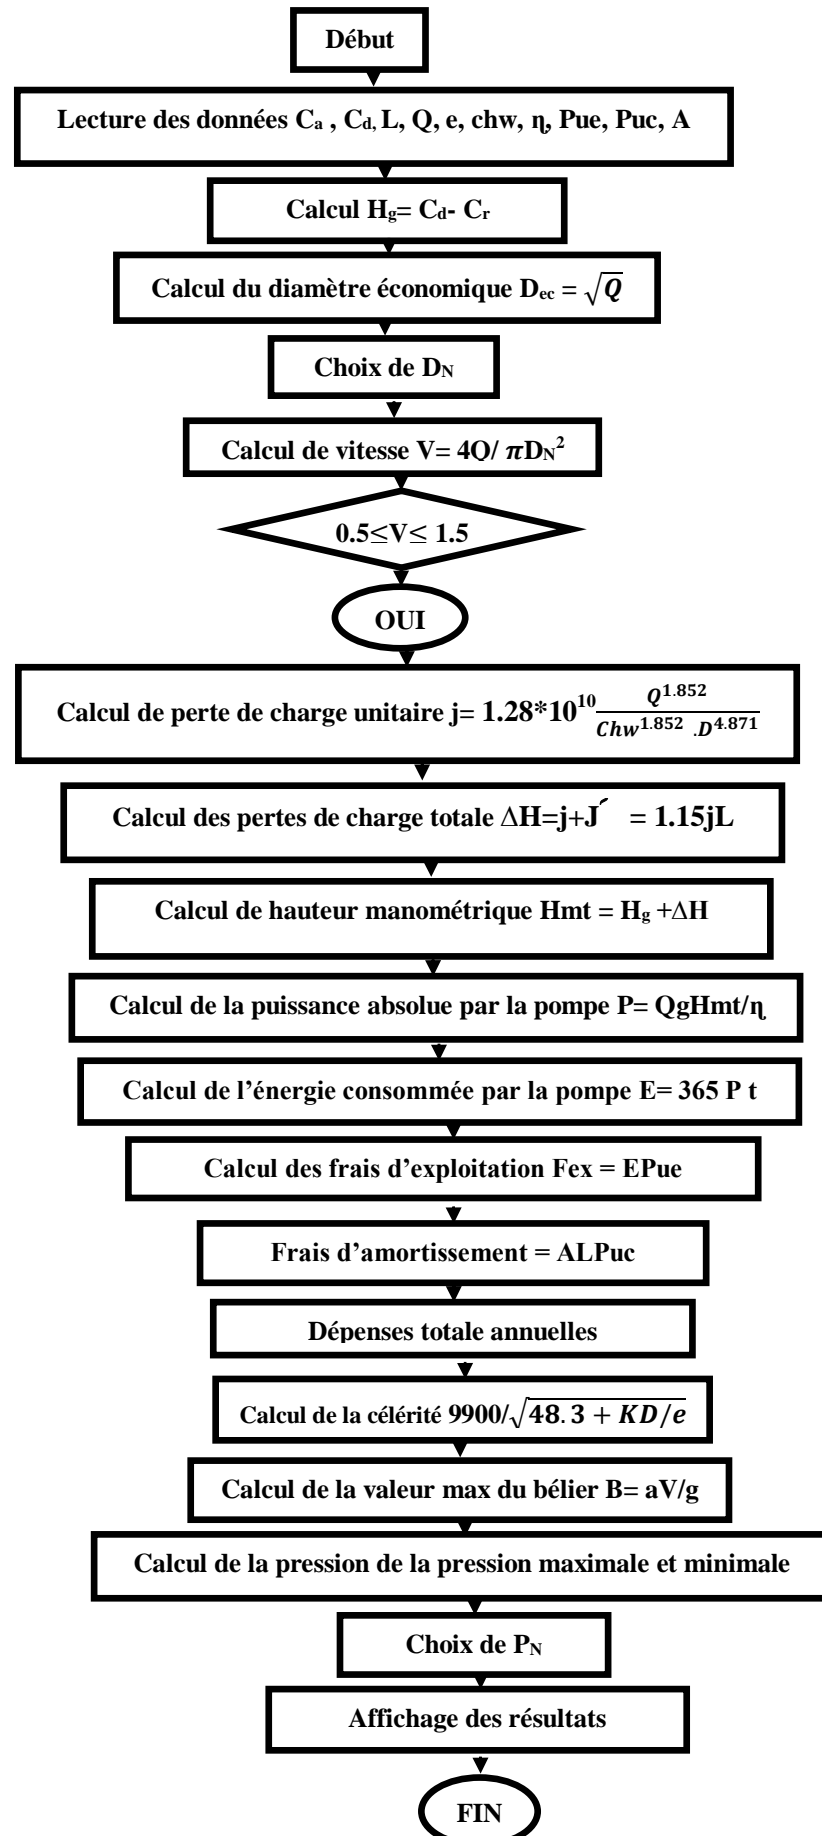 Début
Lecture des données Ca , Cd, L, Q, e, chw, η, Pue, Puc, A
Calcul Hg= Cd- Cr
Calcul du diamètre économique Dec = √Q
Choix de DN
Calcul de vitesse V= 4Q/ πDN²
0.5≤V≤ 1.5
OUI
Calcul de perte de charge unitaire j= 1.28*10^10 Q^1.852 / Chw^1.852 .D^4.871
Calcul des pertes de charge totale ΔH=j+J´ = 1.15jL
Calcul de hauteur manométrique Hmt = Hg +ΔH
Calcul de la puissance absolue par la pompe P= QgHmt/η
Calcul de l’énergie consommée par la pompe E= 365 P t
Calcul des frais d’exploitation Fex = EPue
Frais d’amortissement = ALPuc
Dépenses totale annuelles
Calcul de la célérité 9900/√48.3 + KD/e
Calcul de la valeur max du bélier B= aV/g
Calcul de la pression de la pression maximale et minimale
Choix de PN
Affichage des résultats
FIN